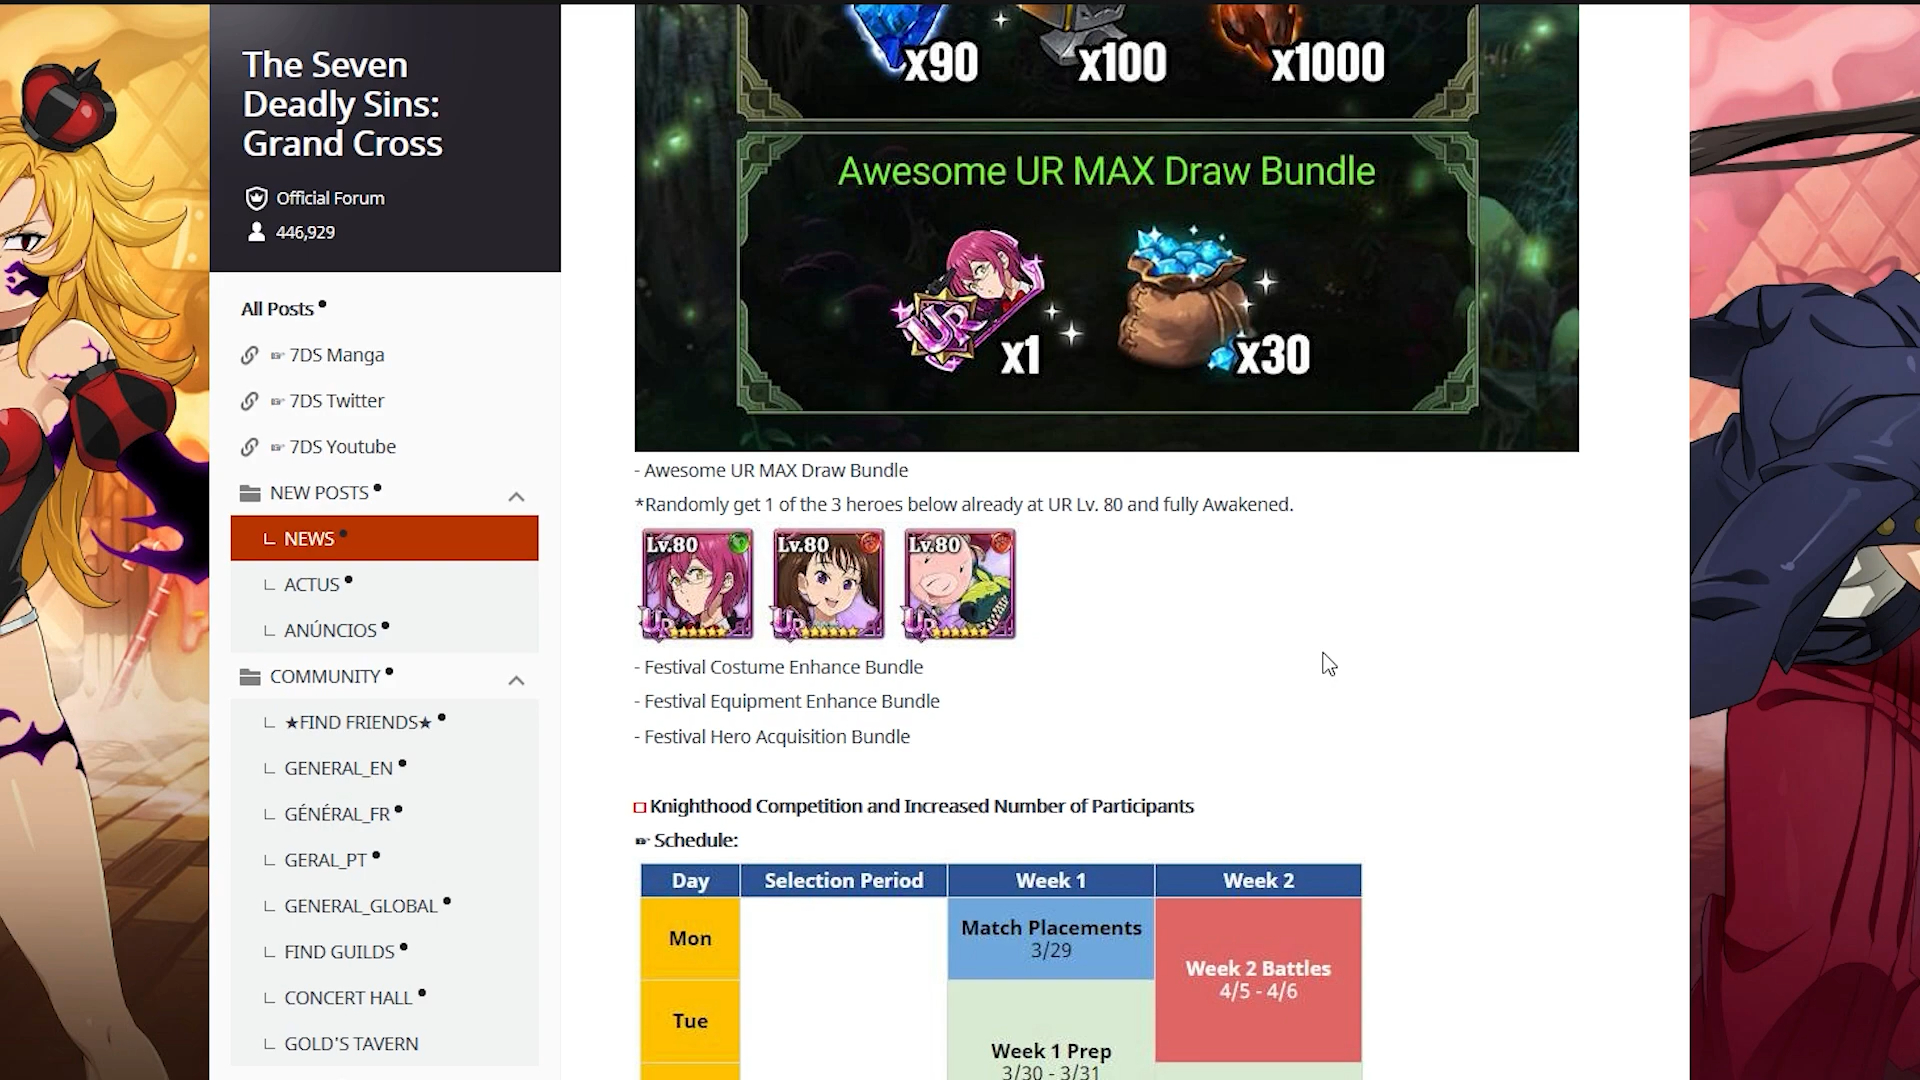 The Seven
Deadly Sins:
Grand Cross
Official Forum
446,929
All Posts
7DS Manga
7DS Twitter
7DS Youtube
NEW POSTS
NEWS
ACTUS
ANÚNCIOS
COMMUNITY
★FIND FRIENDS★
GENERAL_EN
GÉNÉRAL_FR
GERAL_PT
GENERAL_GLOBAL
FIND GUILDS
CONCERT HALL
GOLD'S TAVERN
x90 x100 x1000
Awesome UR MAX Draw Bundle
UR x1 x30
- Awesome UR MAX Draw Bundle
*Randomly get 1 of the 3 heroes below already at UR Lv. 80 and fully Awakened.
Lv.80 Lv.80 Lv.80
UR UR UR
- Festival Costume Enhance Bundle
- Festival Equipment Enhance Bundle
- Festival Hero Acquisition Bundle
Knighthood Competition and Increased Number of Participants
Schedule:
Day Selection Period Week 1 Week 2
Mon
Match Placements
3/29
Week 2 Battles
4/5 - 4/6
Tue
Week 1 Prep
3/30 - 3/31